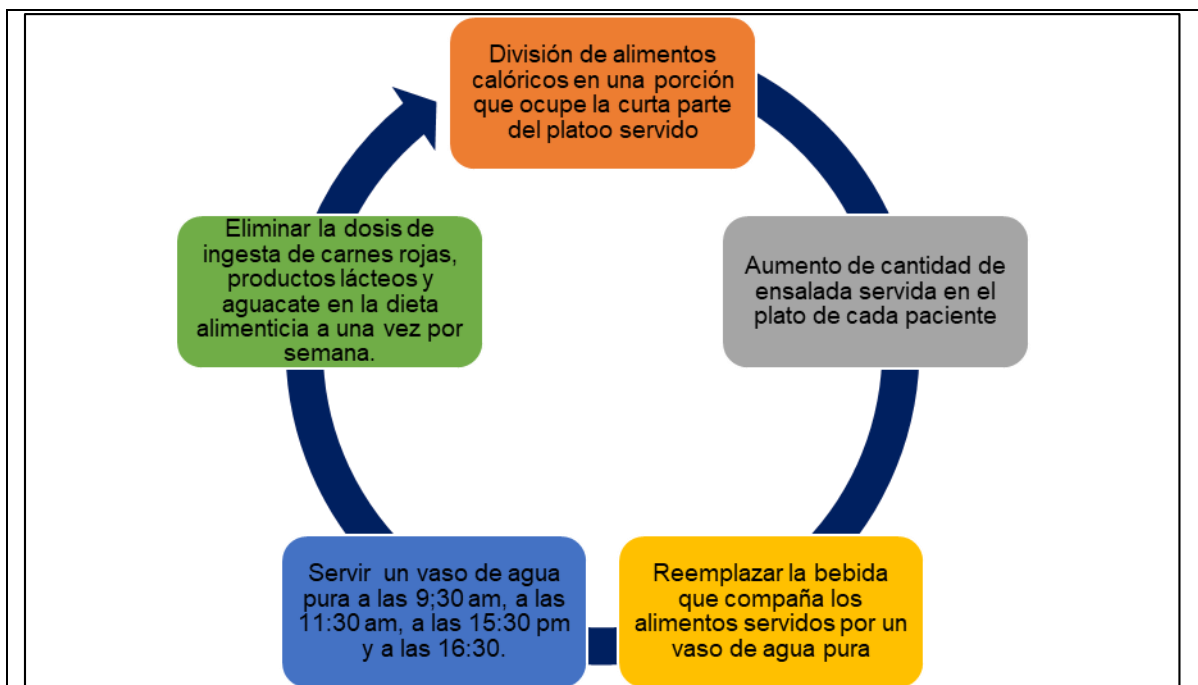 División de alimentos
calóricos en una porción
que ocupe la curta parte
del platoo servido
Aumento de cantidad de
ensalada servida en el
plato de cada paciente
Reemplazar la bebida
que compaña los
alimentos servidos por un
vaso de agua pura
Servir un vaso de agua
pura a las 9;30 am, a las
11:30 am, a las 15:30 pm
y a las 16:30.
Eliminar la dosis de
ingesta de carnes rojas,
productos lácteos y
aguacate en la dieta
alimenticia a una vez por
semana.